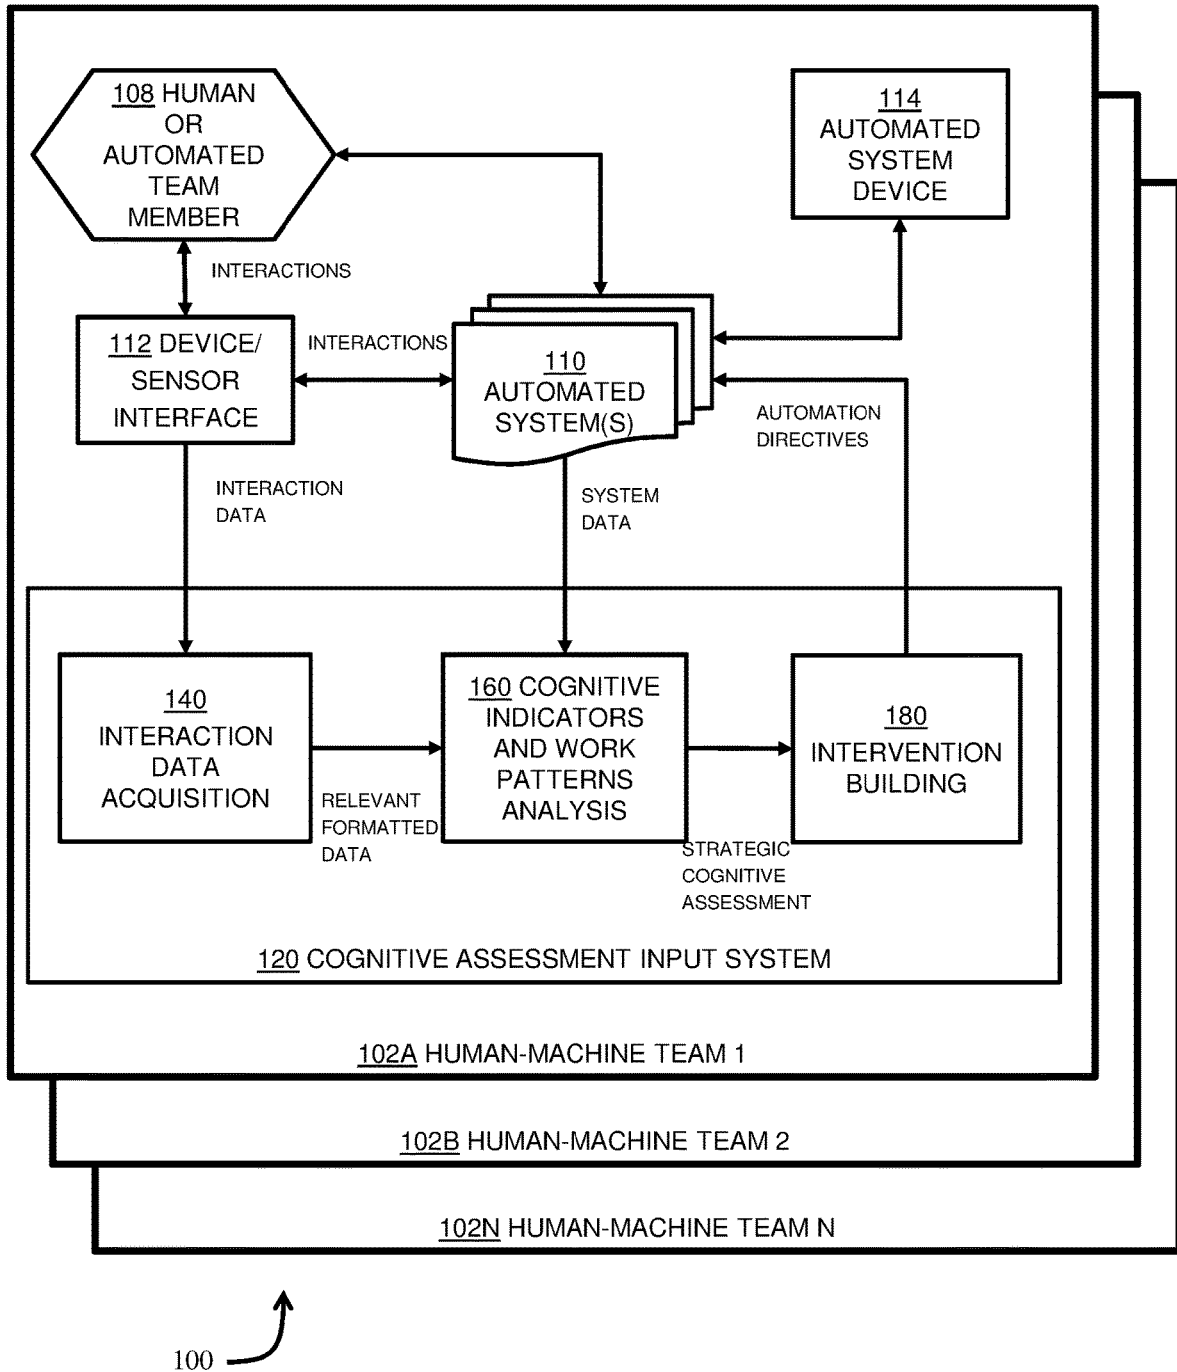 108 HUMAN
OR
AUTOMATED
TEAM
MEMBER
114
AUTOMATED
SYSTEM
DEVICE
INTERACTIONS
112 DEVICE/
SENSOR
INTERFACE
INTERACTIONS
110
AUTOMATED
SYSTEM(S)
AUTOMATION
DIRECTIVES
INTERACTION
DATA
SYSTEM
DATA
140
INTERACTION
DATA
ACQUISITION
RELEVANT
FORMATTED
DATA
160 COGNITIVE
INDICATORS
AND WORK
PATTERNS
ANALYSIS
STRATEGIC
COGNITIVE
ASSESSMENT
180
INTERVENTION
BUILDING
120 COGNITIVE ASSESSMENT INPUT SYSTEM
102A HUMAN-MACHINE TEAM 1
102B HUMAN-MACHINE TEAM 2
102N HUMAN-MACHINE TEAM N
100